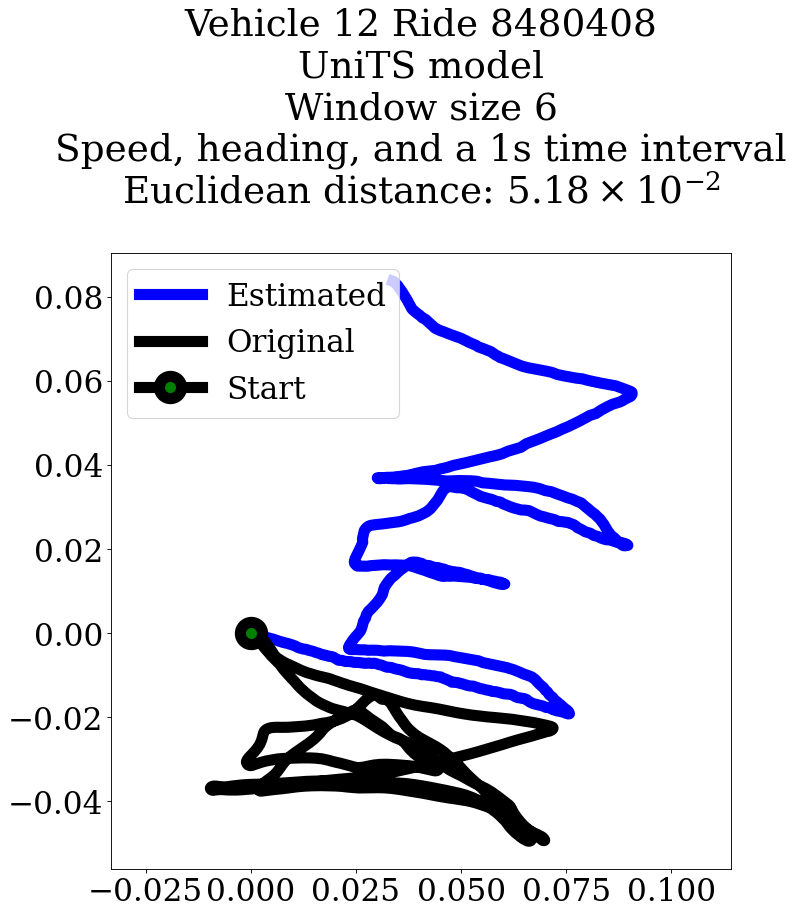 Vehicle 12 Ride 8480408
UniTS model
Window size 6
Speed, heading, and a 1s time interval
Euclidean distance: 5.18 × 10⁻²
Estimated
Original
Start
0.08
0.06
0.04
0.02
0.00
−0.02
−0.04
−0.025 0.000 0.025 0.050 0.075 0.100